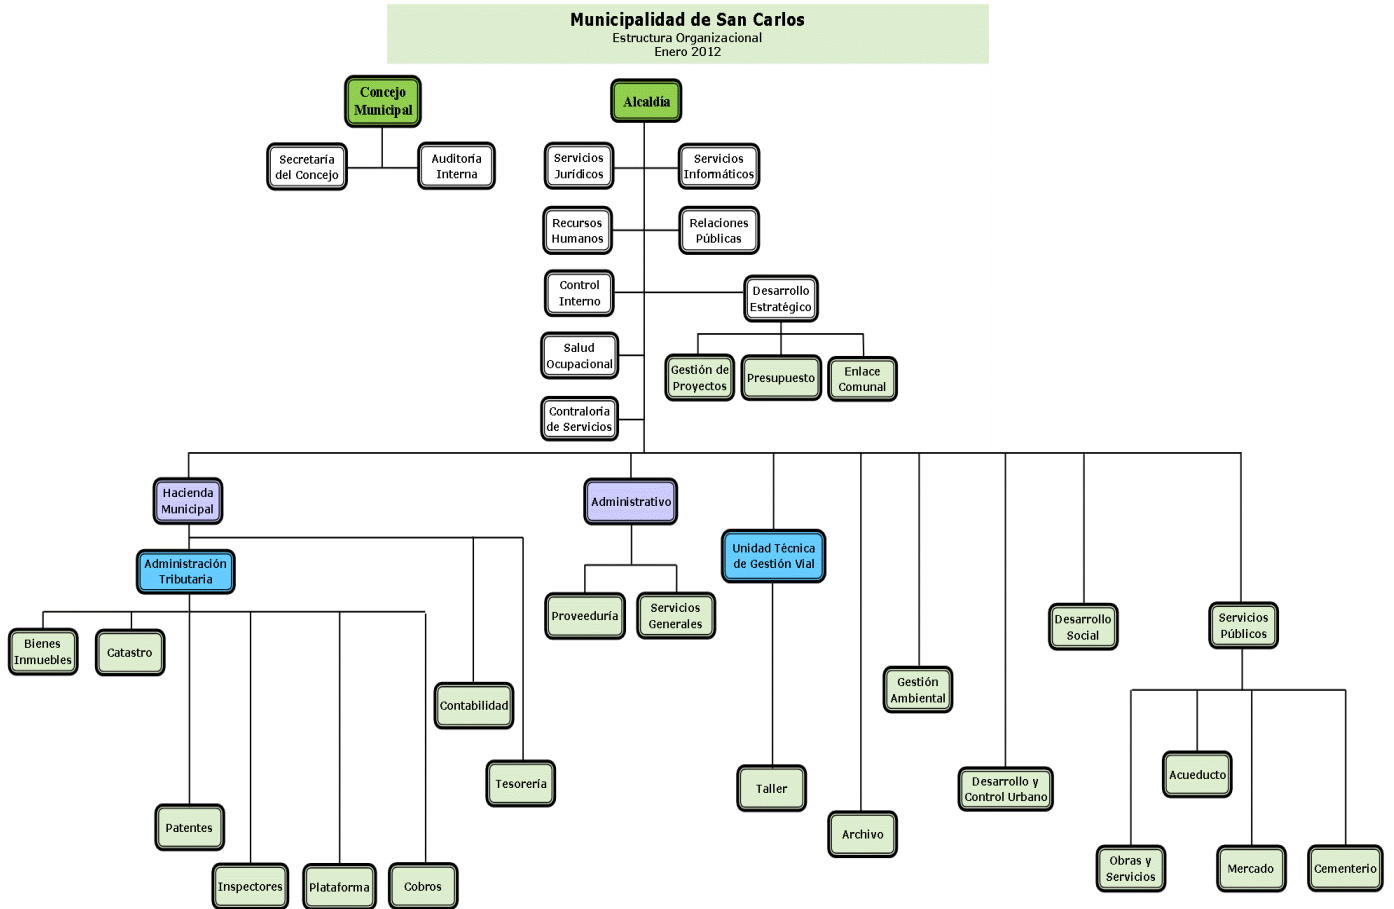 Municipalidad de San Carlos
Estructura Organizacional
Enero 2012
Concejo
Municipal
Alcaldía
Secretaría
del Concejo
Auditoría
Interna
Servicios
Jurídicos
Servicios
Informáticos
Recursos
Humanos
Relaciones
Públicas
Control
Interno
Desarrollo
Estratégico
Salud
Ocupacional
Gestión de
Proyectos
Presupuesto
Enlace
Comunal
Contraloría
de Servicios
Hacienda
Municipal
Administrativo
Unidad Técnica
de Gestión Vial
Administración
Tributaria
Proveeduría
Servicios
Generales
Desarrollo
Social
Servicios
Públicos
Bienes
Inmuebles
Catastro
Gestión
Ambiental
Contabilidad
Tesorería
Taller
Desarrollo y
Control Urbano
Acueducto
Patentes
Archivo
Inspectores
Plataforma
Cobros
Obras y
Servicios
Mercado
Cementerio